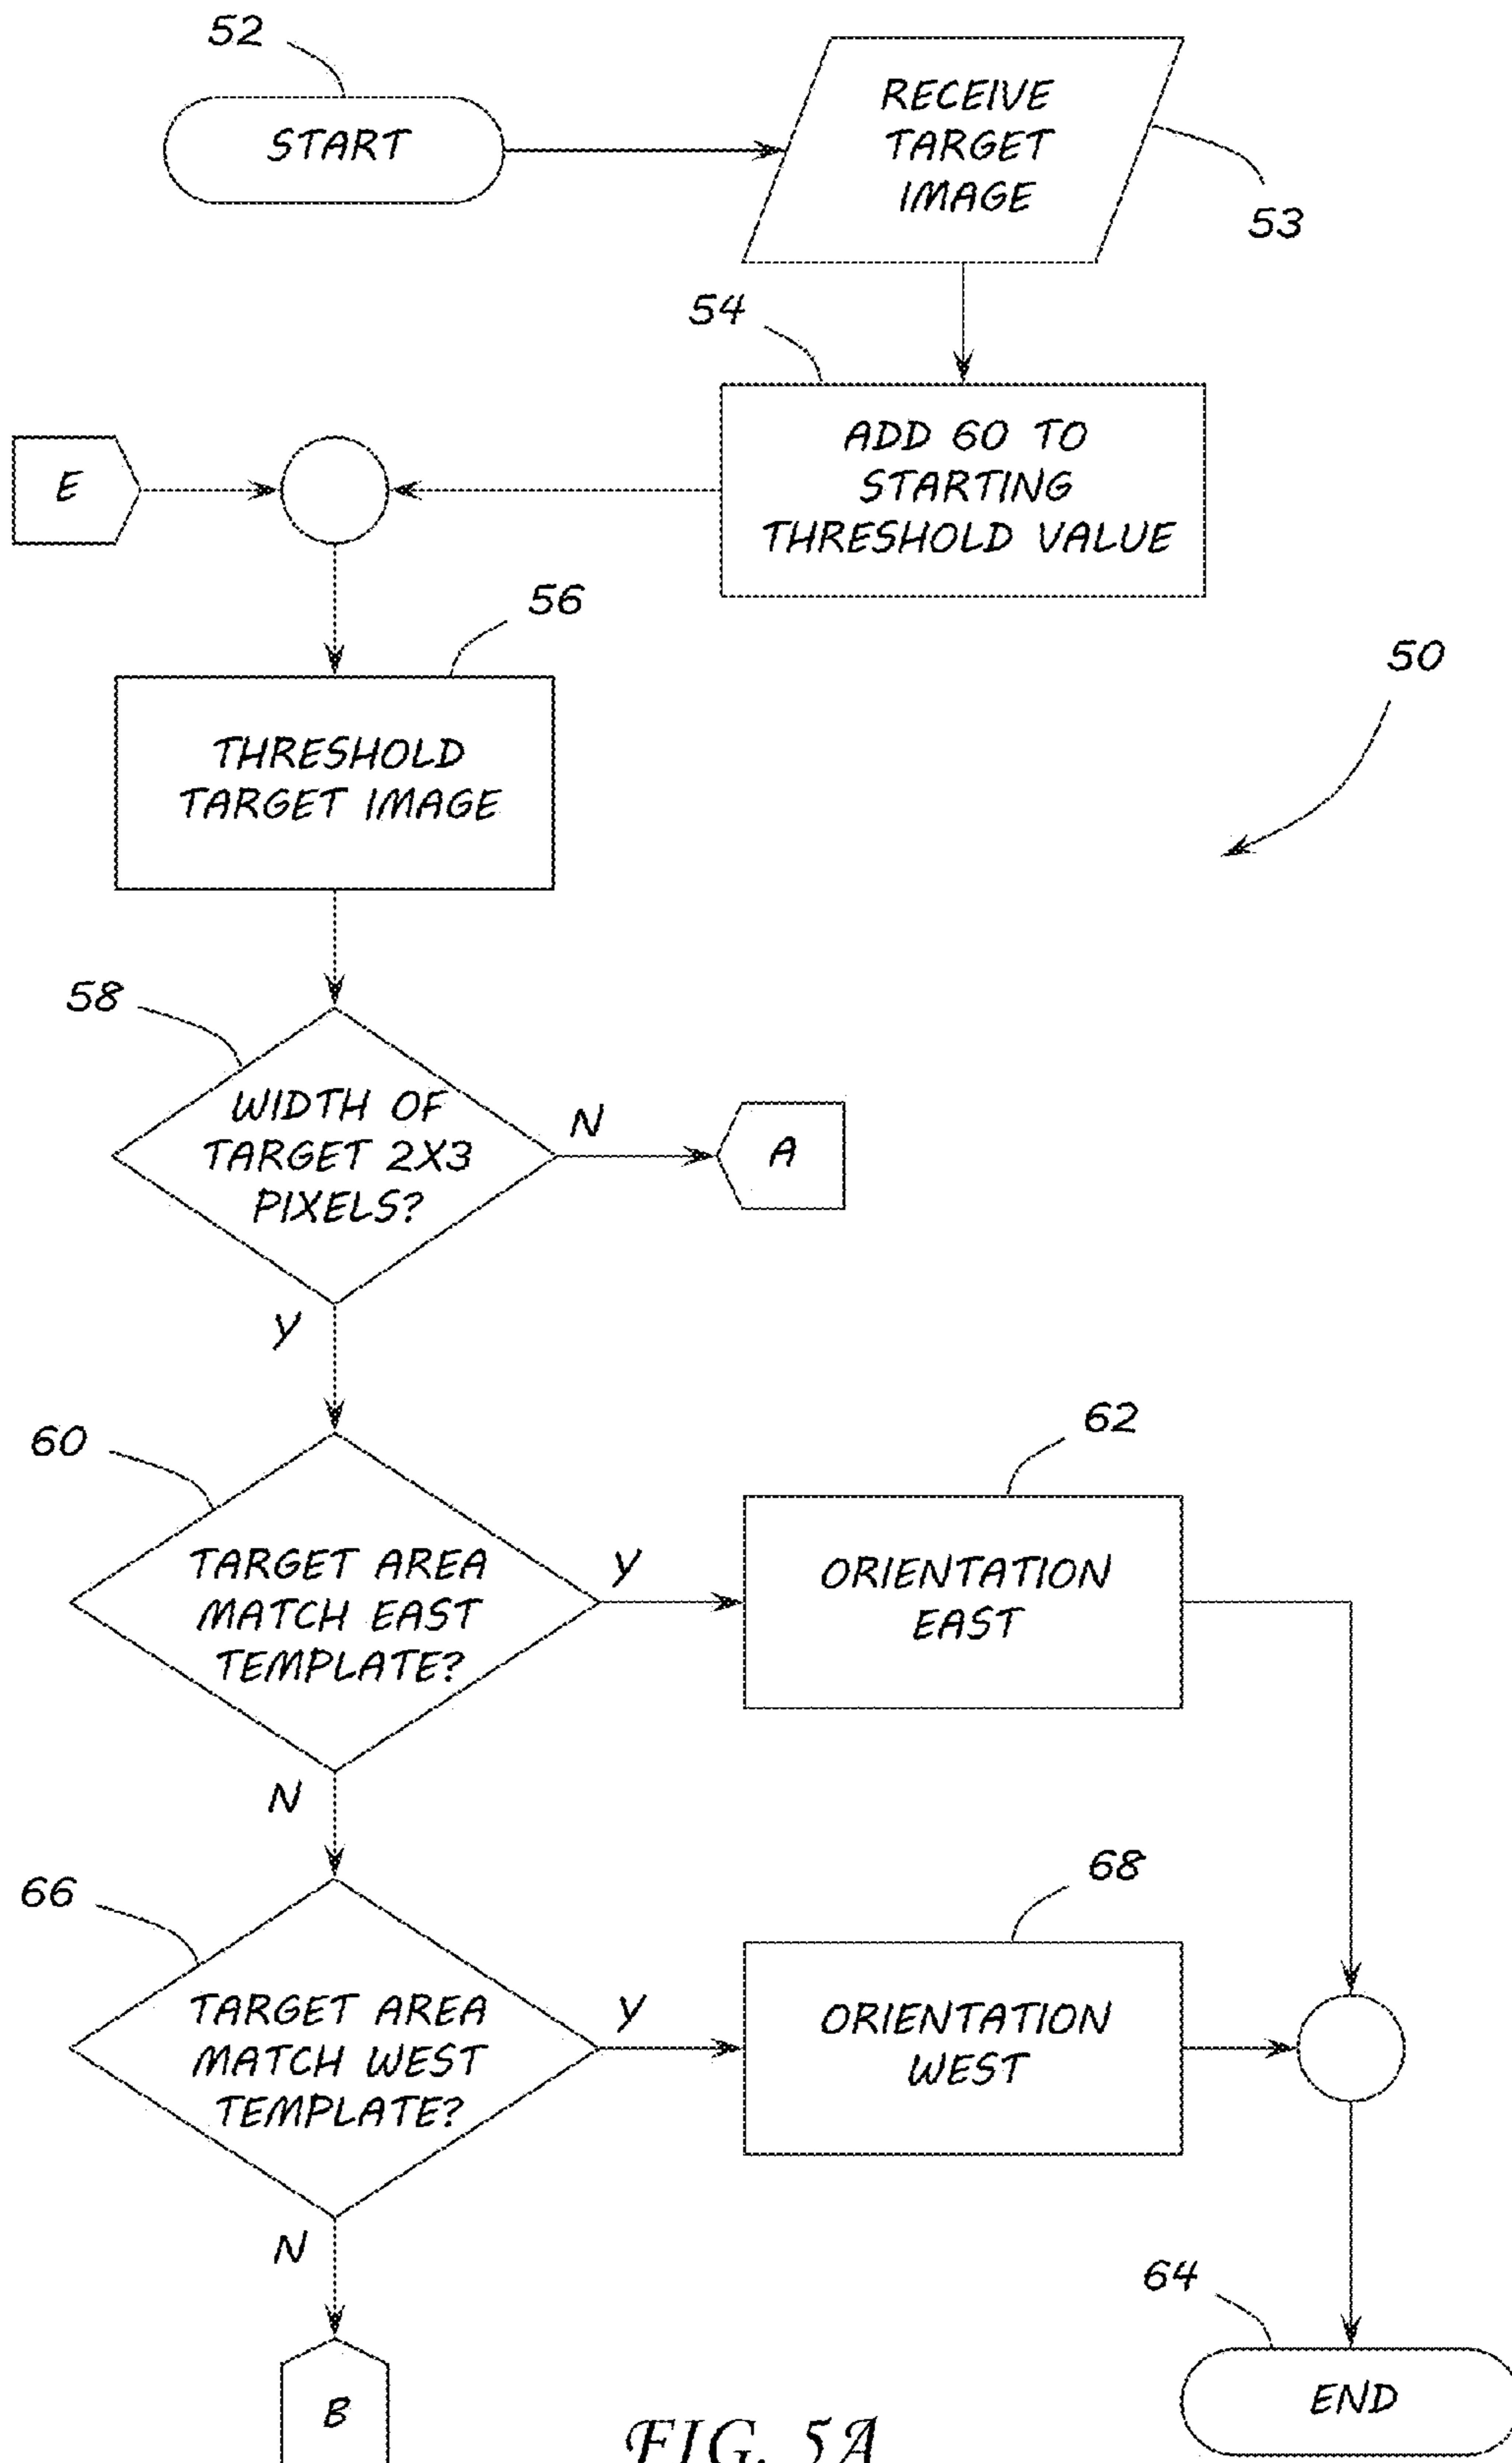 52
START
RECEIVE
TARGET
IMAGE
53
54
ADD 60 TO
STARTING
THRESHOLD VALUE
E
56
THRESHOLD
TARGET IMAGE
50
58
WIDTH OF
TARGET 2X3
PIXELS?
N
A
Y
60
TARGET AREA
MATCH EAST
TEMPLATE?
Y
62
ORIENTATION
EAST
N
66
TARGET AREA
MATCH WEST
TEMPLATE?
Y
68
ORIENTATION
WEST
N
B
64
END
FIG. 5A